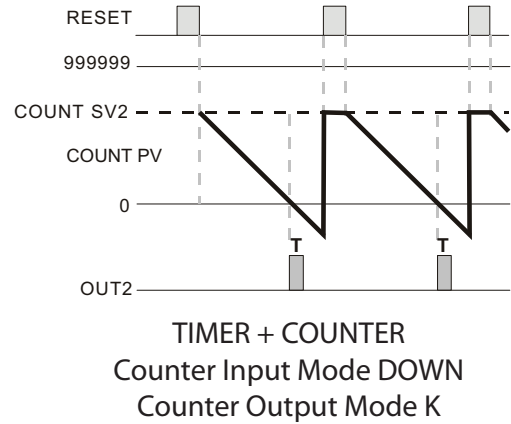 RESET
999999
COUNT SV2
COUNT PV
0
T T
OUT2
TIMER + COUNTER
Counter Input Mode DOWN
Counter Output Mode K